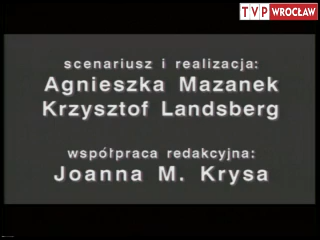 TVP WROCŁAW
scenariusz i realizacja:
Agnieszka Mazanek
Krzysztof Landsberg
współpraca redakcyjna:
Joanna M. Krysa